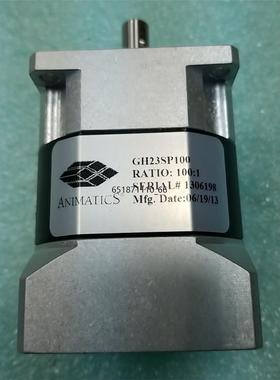 GH23SP100
RATIO: 100:1
SERIAL# 1306198
Mfg. Date:06/19/13
ANIMATICS